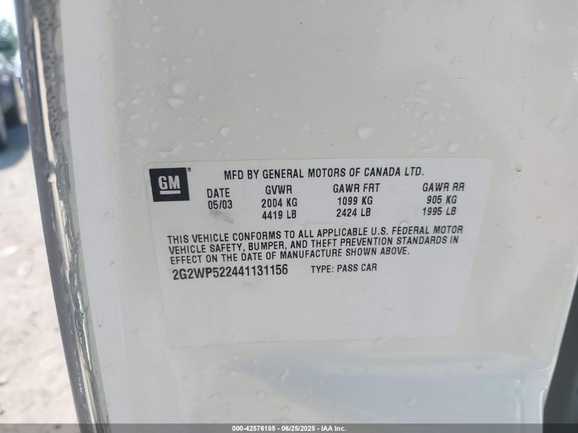 GM
MFD BY GENERAL MOTORS OF CANADA LTD.
DATE GVWR GAWR FRT GAWR RR
05/03 2004 KG 1099 KG 905 KG
4419 LB 2424 LB 1995 LB
THIS VEHICLE CONFORMS TO ALL APPLICABLE U.S. FEDERAL MOTOR
VEHICLE SAFETY, BUMPER, AND THEFT PREVENTION STANDARDS IN
EFFECT ON THE DATE OF MANUFACTURE SHOWN ABOVE.
2G2WP522441131156 TYPE: PASS CAR
000-42576185 - 06/25/2025 - IAA Inc.